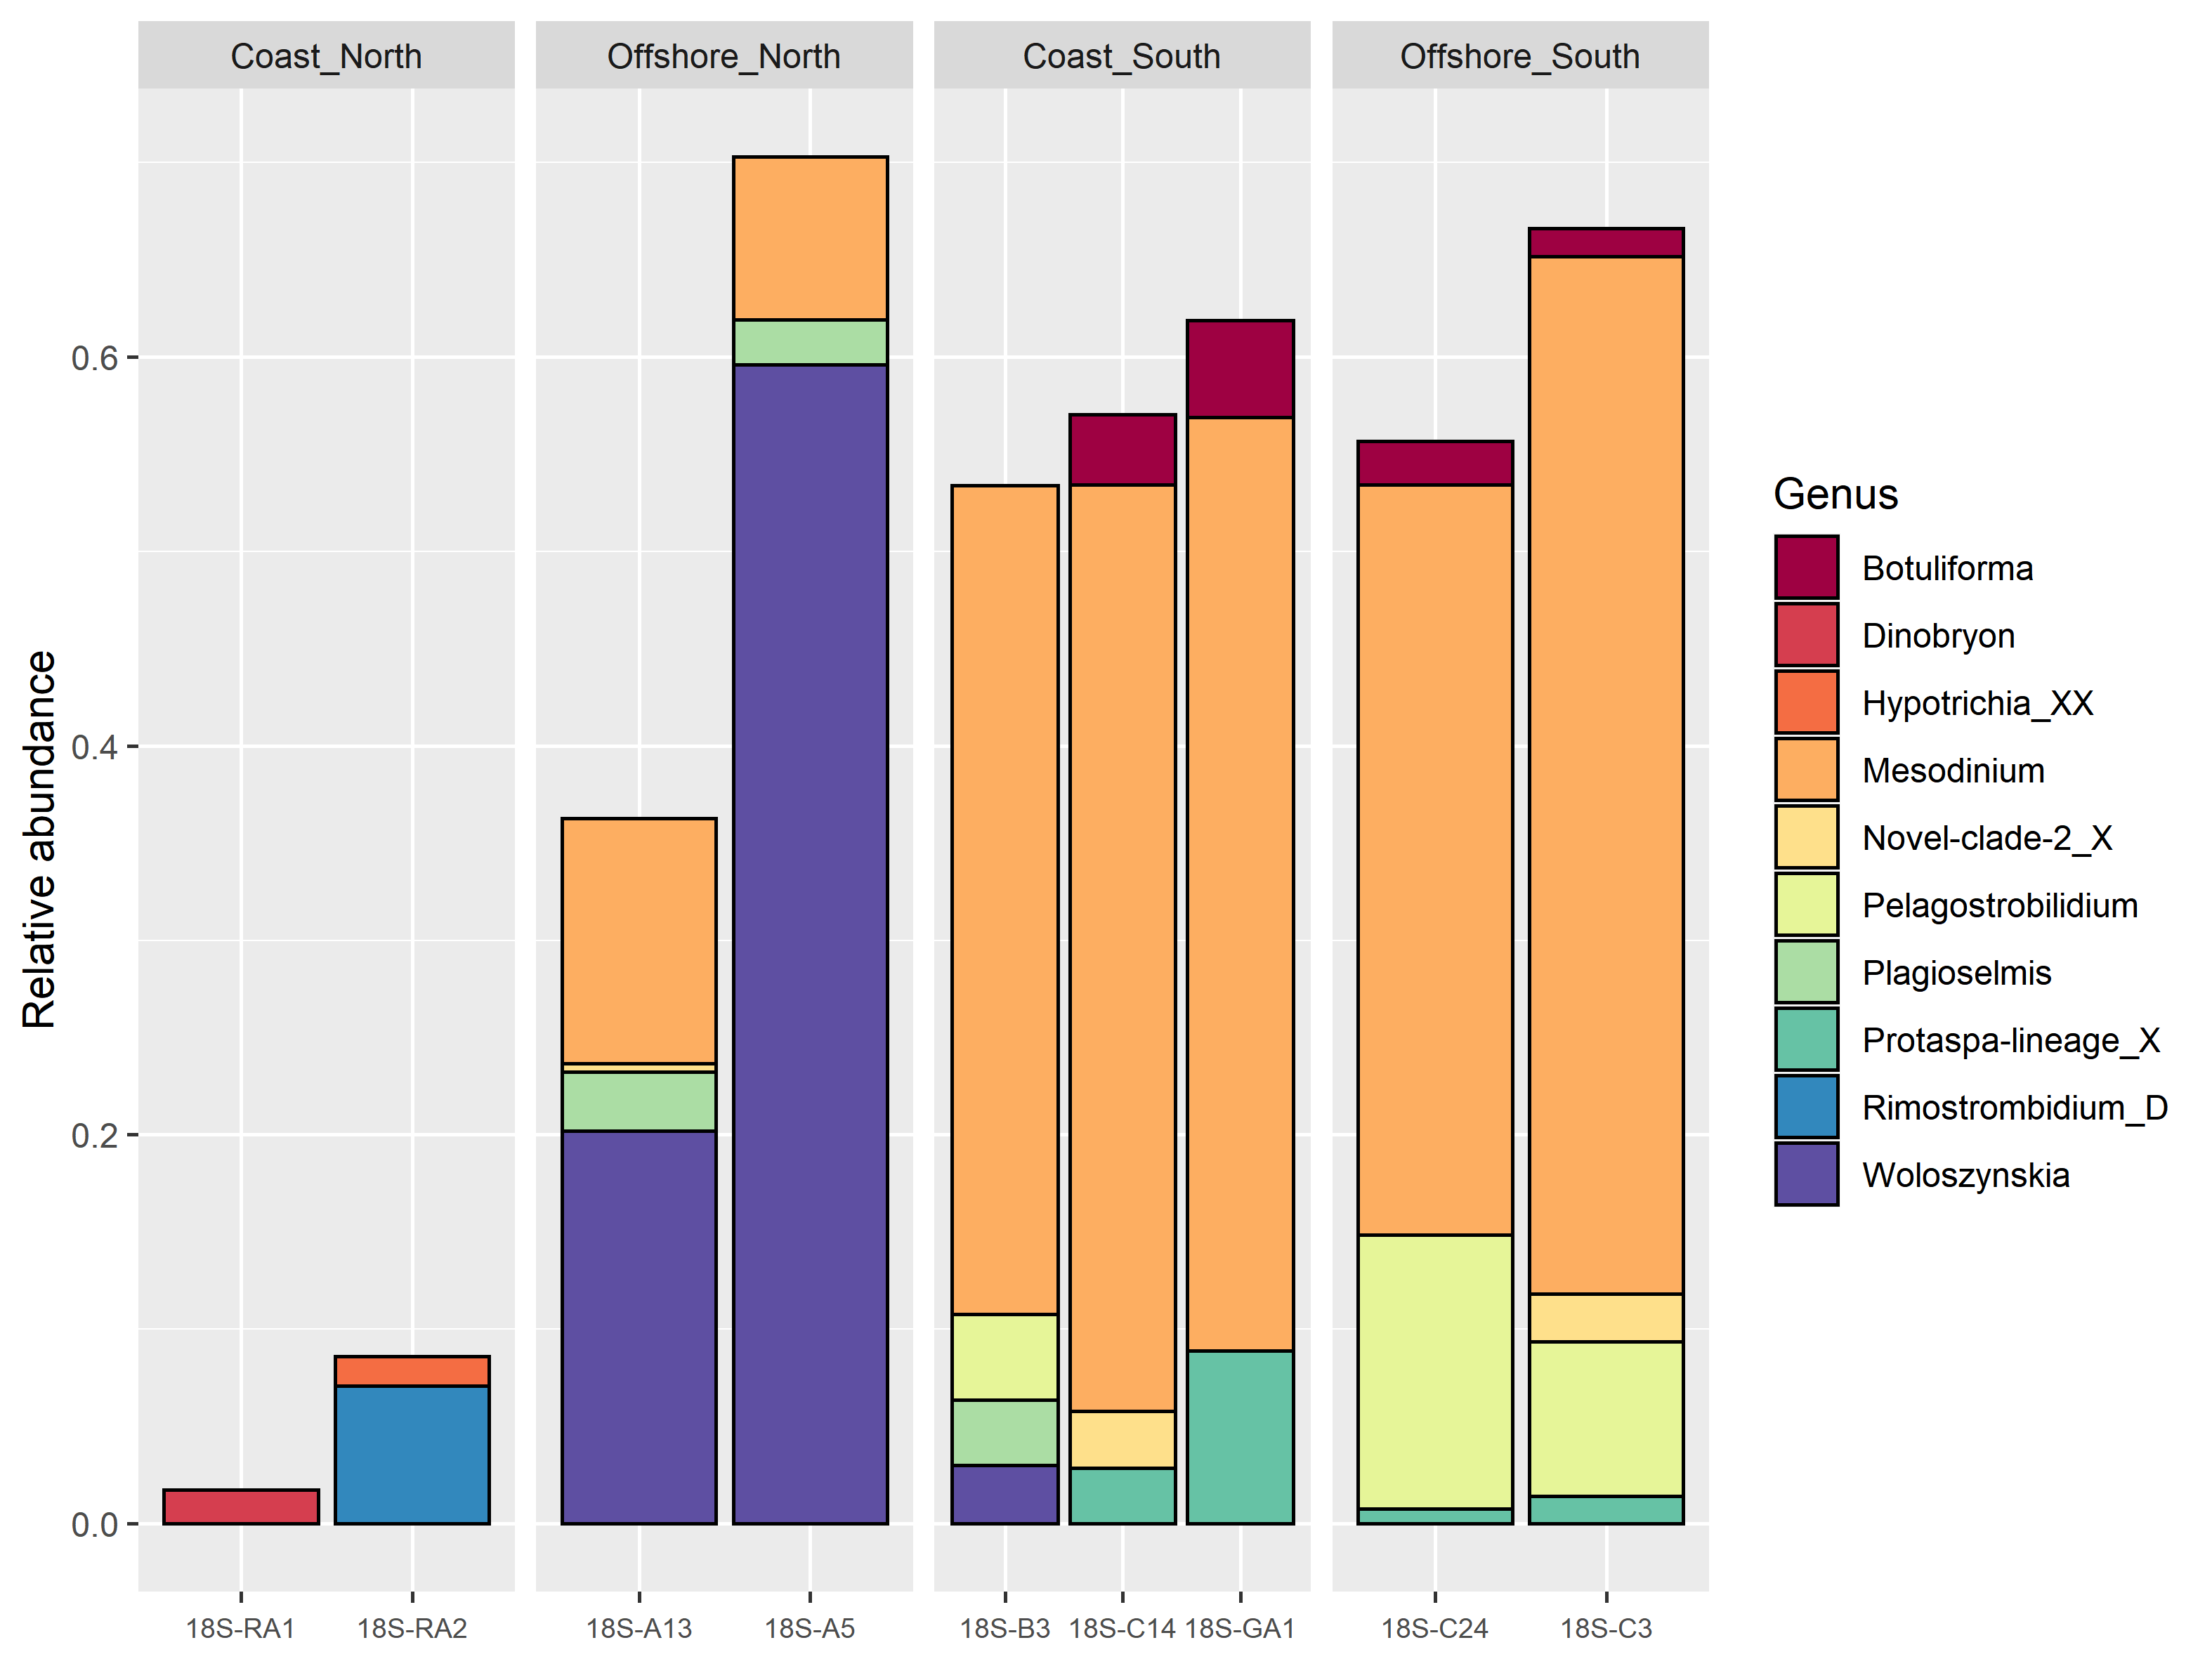 Coast_North
Offshore_North
Coast_South
Offshore_South
Relative abundance
0.6
0.4
0.2
0.0
18S-RA1
18S-RA2
18S-A13
18S-A5
18S-B3
18S-C14
18S-GA1
18S-C24
18S-C3
Genus
Botuliforma
Dinobryon
Hypotrichia_XX
Mesodinium
Novel-clade-2_X
Pelagostrobilidium
Plagioselmis
Protaspa-lineage_X
Rimostrombidium_D
Woloszynskia